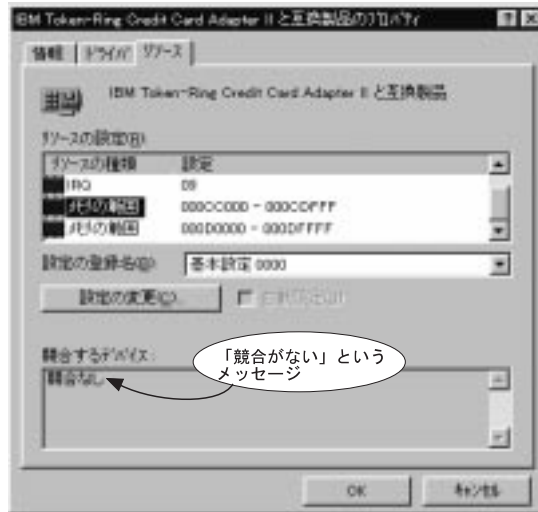 IBM Token-Ring Credit Card Adapter II と互換製品のプロパティ
情報 ドライバ リソース
IBM Token-Ring Credit Card Adapter II と互換製品
リソースの設定(R):
リソースの種類 設定
IRQ 09
メモリの範囲 000CC000 - 000CDFFF
メモリの範囲 000D0000 - 000DFFFF
設定の登録名(B): 基本設定 0000
設定の変更(C)... 自動設定(U)
競合するデバイス:
競合なし
「競合がない」という
メッセージ
OK キャンセル